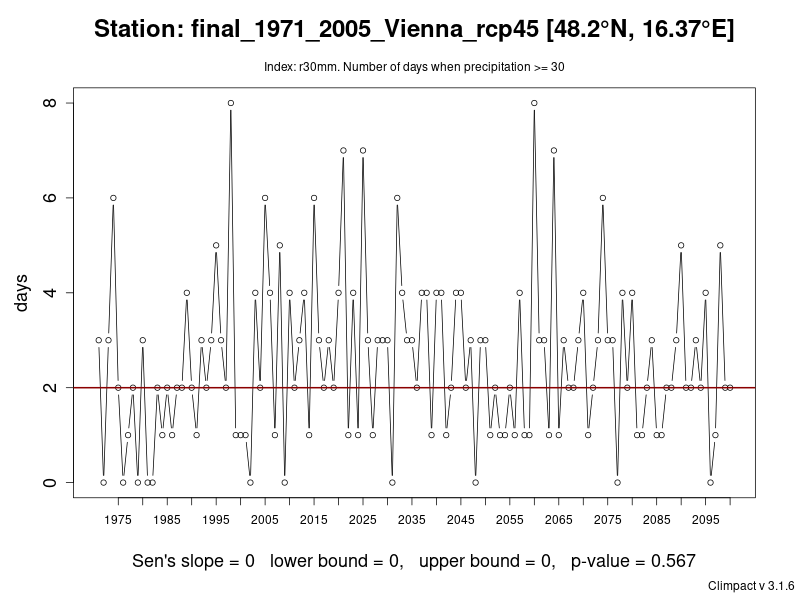 Station: final_1971_2005_Vienna_rcp45 [48.2°N, 16.37°E]
Index: r30mm. Number of days when precipitation >= 30
8
6
4
2
0
days
1975 1985 1995 2005 2015 2025 2035 2045 2055 2065 2075 2085 2095
Sen's slope = 0 lower bound = 0, upper bound = 0, p-value = 0.567
Climpact v 3.1.6